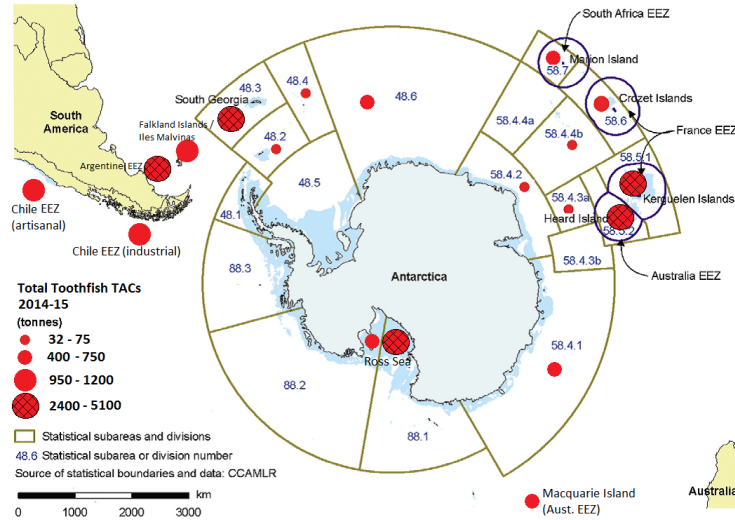 South Africa EEZ
Marion Island
58.7
48.3
48.4
48.6
South Georgia
Crozet Islands
58.6
South
America
Falkland Islands /
Iles Malvinas
58.4.4a
58.4.4b
France EEZ
48.2
Argentine EEZ
58.5.1
48.5
58.4.2
Kerguelen Islands
Chile EEZ
(artisanal)
48.1
58.4.3a
Heard Island
58.5.2
Chile EEZ (industrial)
88.3
58.4.3b
Antarctica
Australia EEZ
Total Toothfish TACs
2014-15
(tonnes)
32 - 75
400 - 750
950 - 1200
2400 - 5100
Ross Sea
58.4.1
88.2
88.1
Statistical subareas and divisions
48.6 Statistical subarea or division number
Source of statistical boundaries and data: CCAMLR
km
0 1000 2000 3000
Macquarie Island
(Aust. EEZ)
Australia